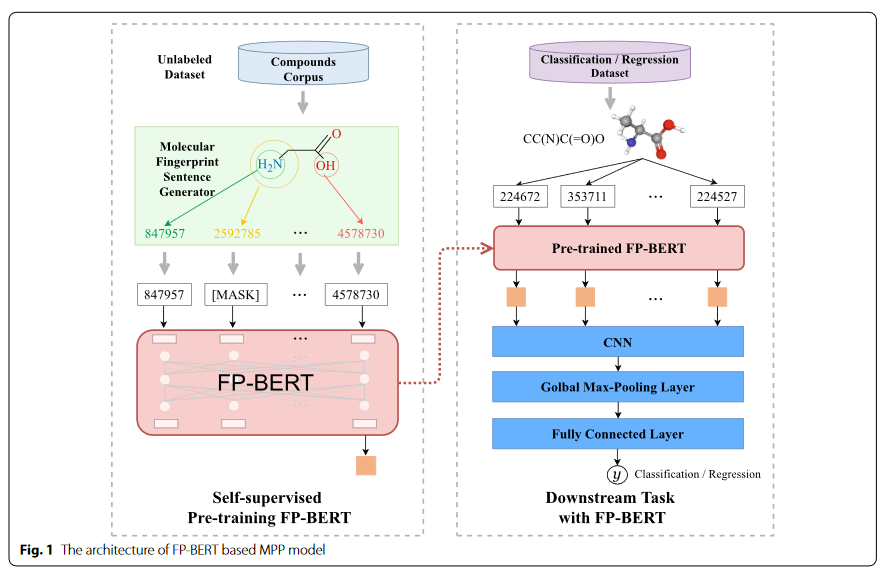 Unlabeled
Dataset
Compounds
Corpus
Molecular
Fingerprint
Sentence
Generator
H₂N
O
OH
847957
2592785
...
4578730
847957
[MASK]
...
4578730
...
...
FP-BERT
...
Self-supervised
Pre-training FP-BERT
Classification / Regression
Dataset
CC(N)C(=O)O
224672
353711
...
224527
Pre-trained FP-BERT
...
CNN
Golbal Max-Pooling Layer
Fully Connected Layer
y
Classification / Regression
Downstream Task
with FP-BERT
Fig. 1 The architecture of FP-BERT based MPP model